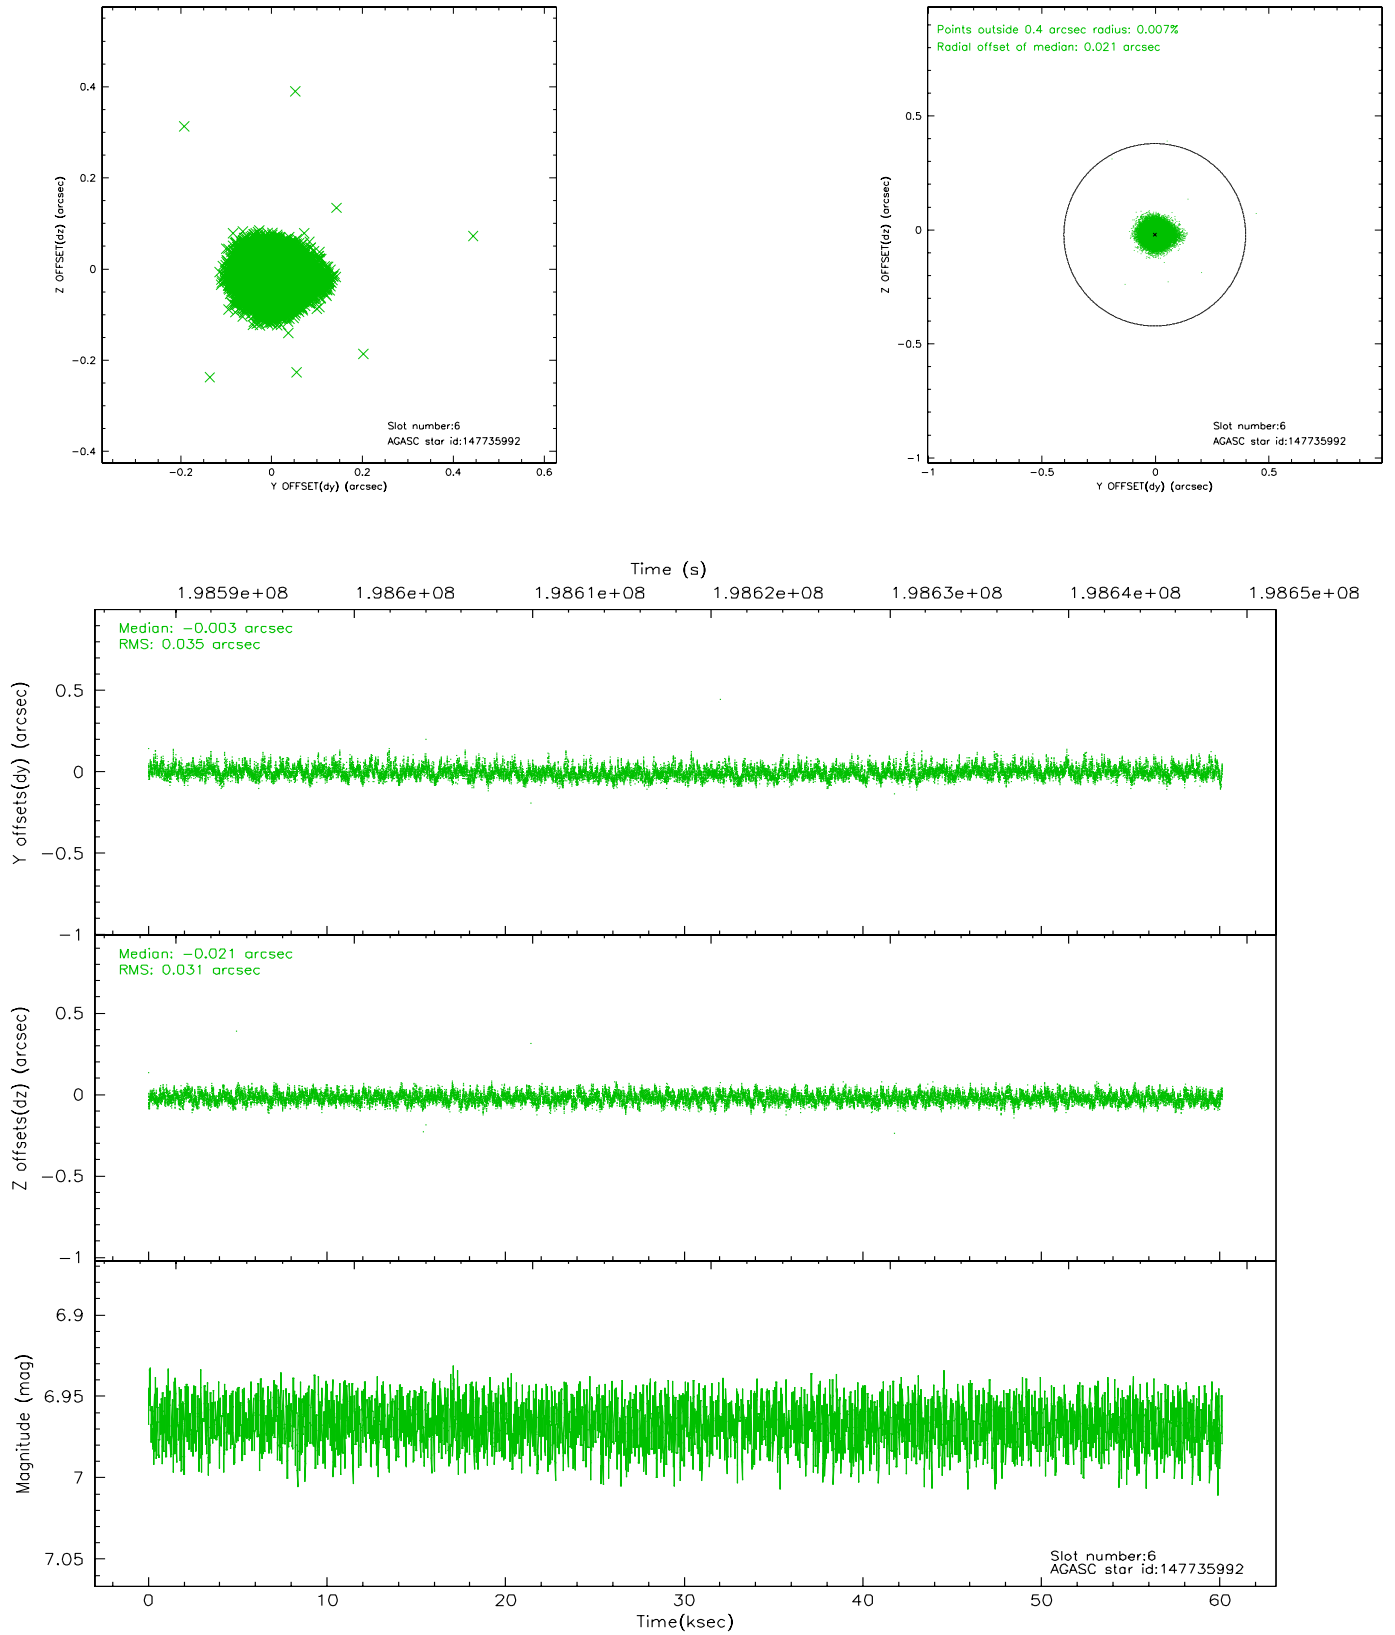 0.4
0.2
0
−0.2
−0.4
Z OFFSET(dz) (arcsec)
Slot number:6
AGASC star id:147735992
−0.2 0 0.2 0.4 0.6
Y OFFSET(dy) (arcsec)
Points outside 0.4 arcsec radius: 0.007%
Radial offset of median: 0.021 arcsec
0.5
0
−0.5
−1
Z OFFSET(dz) (arcsec)
Slot number:6
AGASC star id:147735992
−1 −0.5 0 0.5
Y OFFSET(dy) (arcsec)
Time (s)
1.9859e+08 1.986e+08 1.9861e+08 1.9862e+08 1.9863e+08 1.9864e+08 1.9865e+08
Median: −0.003 arcsec
RMS: 0.035 arcsec
0.5
0
−0.5
−1
Y offsets(dy) (arcsec)
Median: −0.021 arcsec
RMS: 0.031 arcsec
0.5
0
−0.5
−1
Z offsets(dz) (arcsec)
6.9
6.95
7
7.05
Magnitude (mag)
Slot number:6
AGASC star id:147735992
0 10 20 30 40 50 60
Time(ksec)